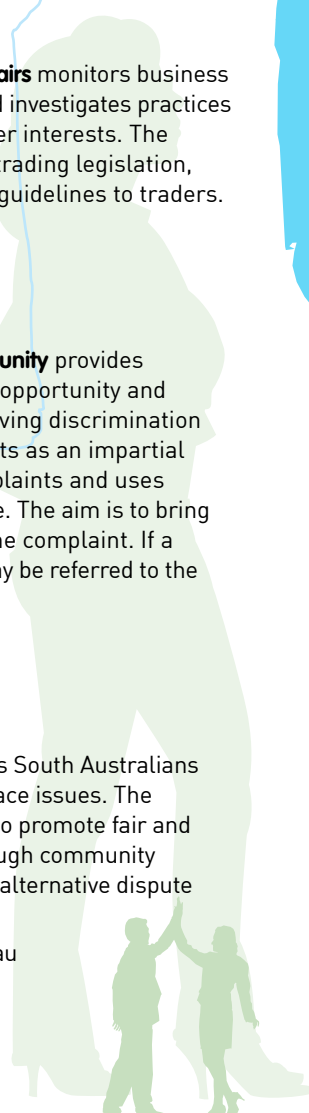 airs monitors business
investigates practices
er interests. The
trading legislation,
guidelines to traders.
unity provides
opportunity and
ving discrimination
ts as an impartial
plaints and uses
e. The aim is to bring
complaint. If a
be referred to the
s South Australians
ace issues. The
o promote fair and
ugh community
alternative dispute
au